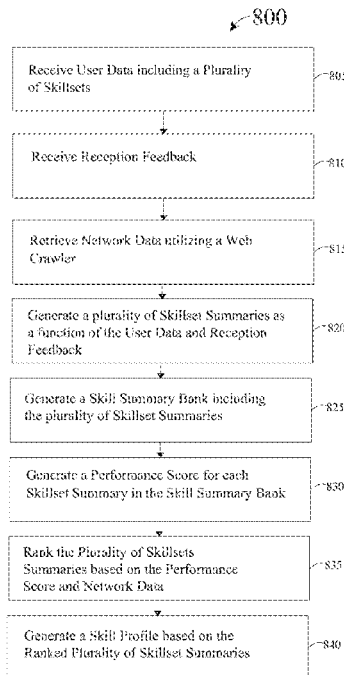 800
Receive User Data including a Plurality
of Skillsets
805
Receive Reception Feedback
810
Retrieve Network Data utilizing a Web
Crawler
815
Generate a plurality of Skillset Summaries as
a function of the User Data and Reception
Feedback
820
Generate a Skill Summary Bank including
the plurality of Skillset Summaries
825
Generate a Performance Score for each
Skillset Summary in the Skill Summary Bank
830
Rank the Plurality of Skillsets
Summaries based on the Performance
Score and Network Data
835
Generate a Skill Profile based on the
Ranked Plurality of Skillset Summaries
840